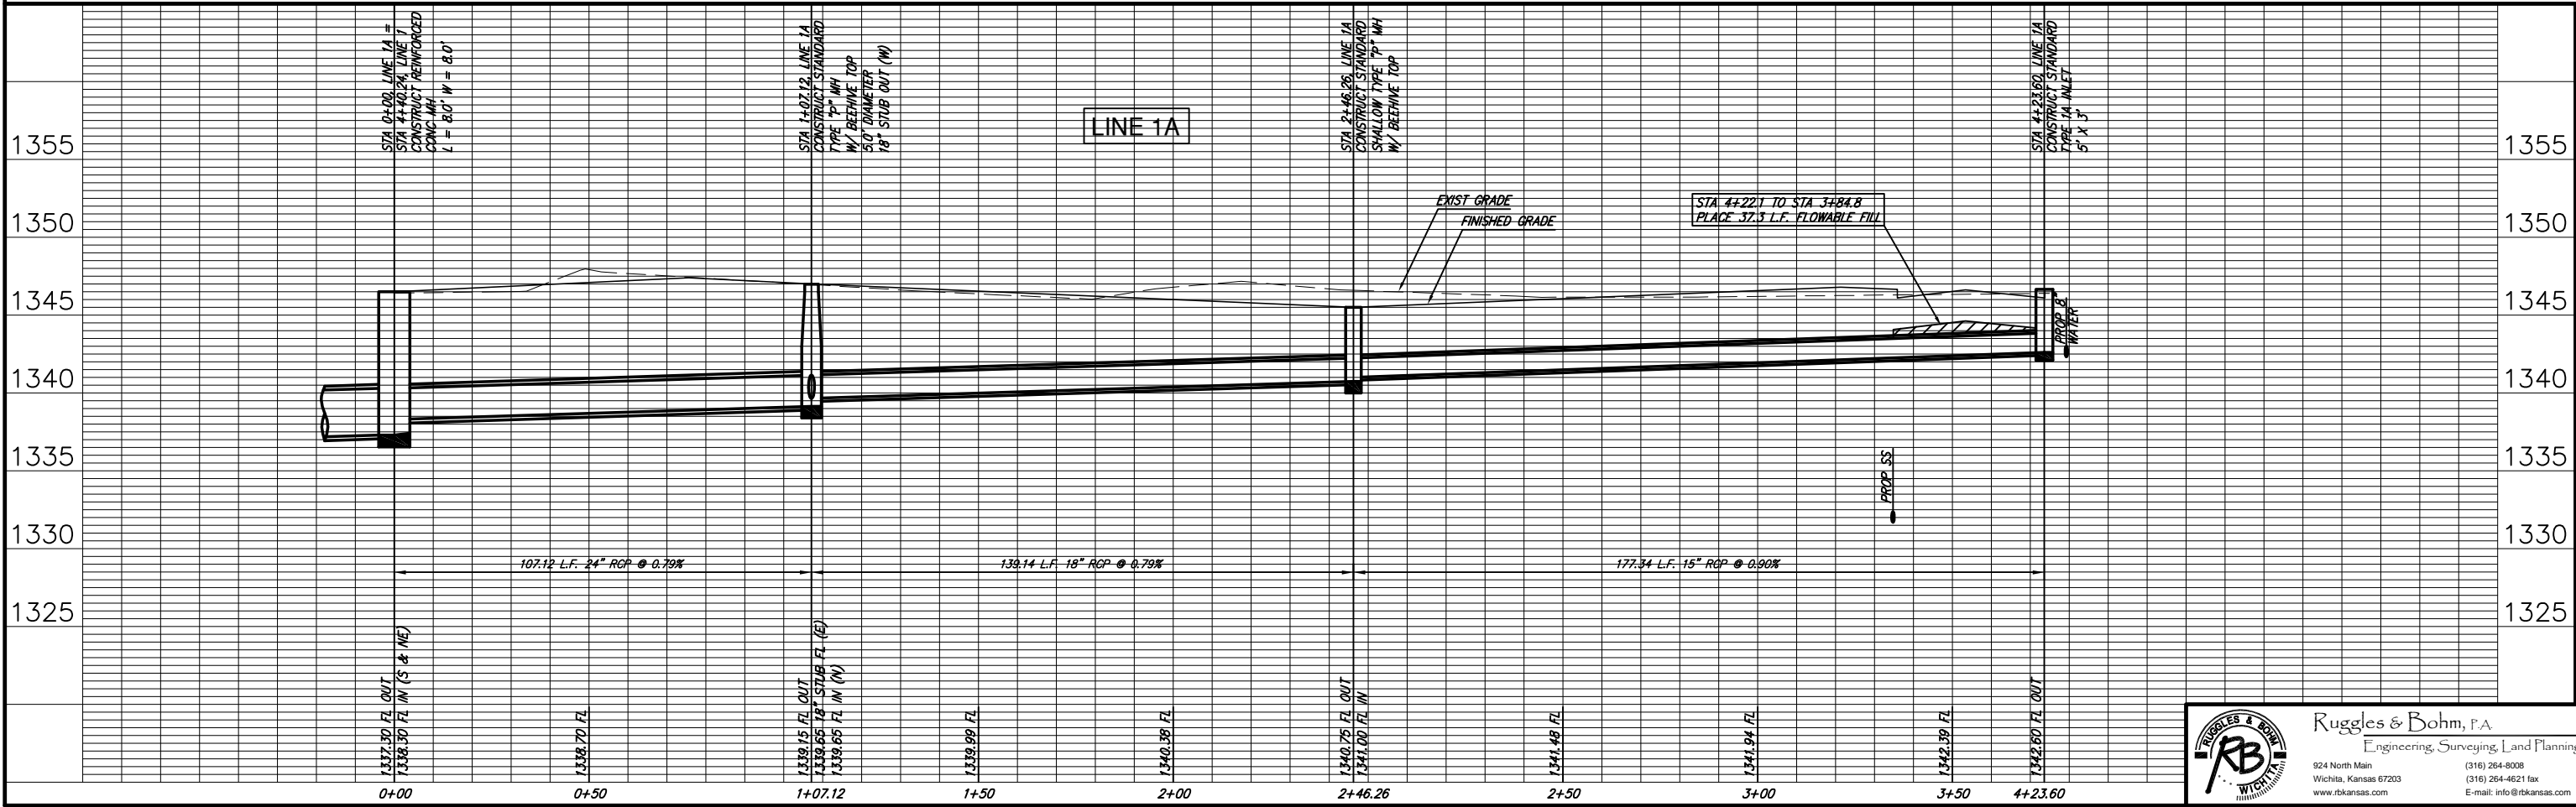 STA 0+00, LINE 1A =
STA 4+40.24, LINE 1
CONSTRUCT REINFORCED
CONC MH
L = 8.0' W = 8.0'
STA 1+07.12, LINE 1A
CONSTRUCT STANDARD
TYPE "P" MH
W/ BEEHIVE TOP
5.0' DIAMETER
18" STUB OUT (W)
LINE 1A
STA 2+46.26, LINE 1A
CONSTRUCT STANDARD
SHALLOW TYPE "P" MH
W/ BEEHIVE TOP
STA 4+23.60, LINE 1A
CONSTRUCT STANDARD
TYPE 1A INLET
5' X 3'
1355
1355
1350
1350
1345
1345
1340
1340
1335
1335
1330
1330
1325
1325
EXIST GRADE
FINISHED GRADE
STA 4+22.1 TO STA 3+84.8
PLACE 37.3 L.F. FLOWABLE FILL
PROP 8"
WATER
PROP SS
107.12 L.F. 24" RCP @ 0.79%
139.14 L.F. 18" RCP @ 0.79%
177.34 L.F. 15" RCP @ 0.90%
1337.30 FL OUT
1338.30 FL IN (S & NE)
1338.70 FL
1339.15 FL OUT
1339.65 18" STUB FL (E)
1339.65 FL IN (N)
1339.99 FL
1340.38 FL
1340.75 FL OUT
1341.00 FL IN
1341.48 FL
1341.94 FL
1342.39 FL
1342.60 FL OUT
0+00
0+50
1+07.12
1+50
2+00
2+46.26
2+50
3+00
3+50
4+23.60
RUGGLES & BOHM
RB
WICHITA
Ruggles & Bohm, P.A.
Engineering, Surveying, Land Planning
924 North Main
(316) 264-8008
Wichita, Kansas 67203
(316) 264-4621 fax
www.rbkansas.com
E-mail: info@rbkansas.com